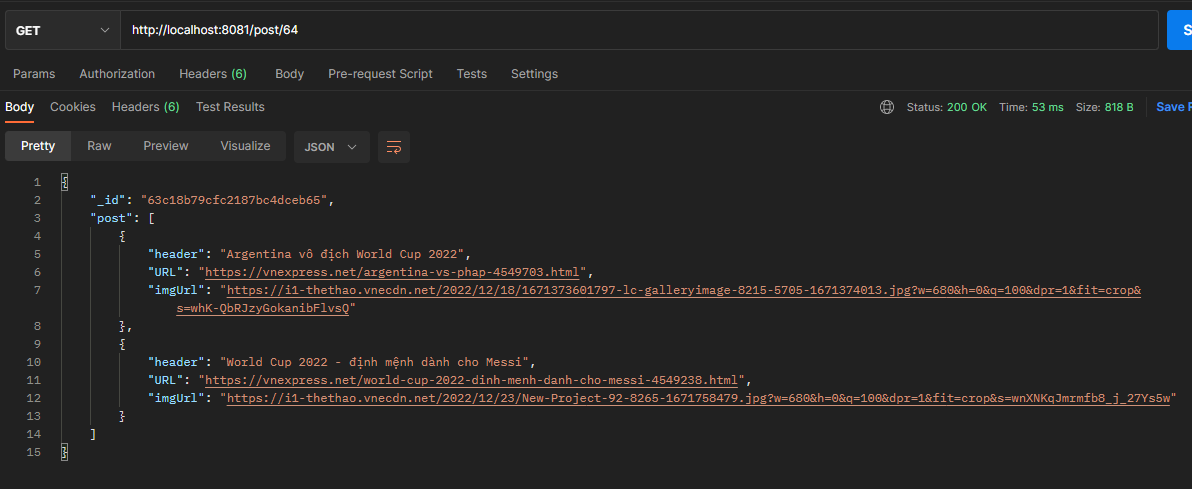 GET http://localhost:8081/post/64 S
Params Authorization Headers (6) Body Pre-request Script Tests Settings
Body Cookies Headers (6) Test Results Status: 200 OK Time: 53 ms Size: 818 B Save R
Pretty Raw Preview Visualize JSON
1 {
2 "_id": "63c18b79cfc2187bc4dceb65",
3 "post": [
4 {
5 "header": "Argentina vô địch World Cup 2022",
6 "URL": "https://vnexpress.net/argentina-vs-phap-4549703.html",
7 "imgUrl": "https://i1-thethao.vnecdn.net/2022/12/18/1671373601797-lc-galleryimage-8215-5705-1671374013.jpg?w=680&h=0&q=100&dpr=1&fit=crop&
s=whK-QbRJzyGokanibFlvsQ"
8 },
9 {
10 "header": "World Cup 2022 - định mệnh dành cho Messi",
11 "URL": "https://vnexpress.net/world-cup-2022-dinh-menh-danh-cho-messi-4549238.html",
12 "imgUrl": "https://i1-thethao.vnecdn.net/2022/12/23/New-Project-92-8265-1671758479.jpg?w=680&h=0&q=100&dpr=1&fit=crop&s=wnXNKqJmrmfb8_j_27Ys5w"
13 }
14 ]
15 }